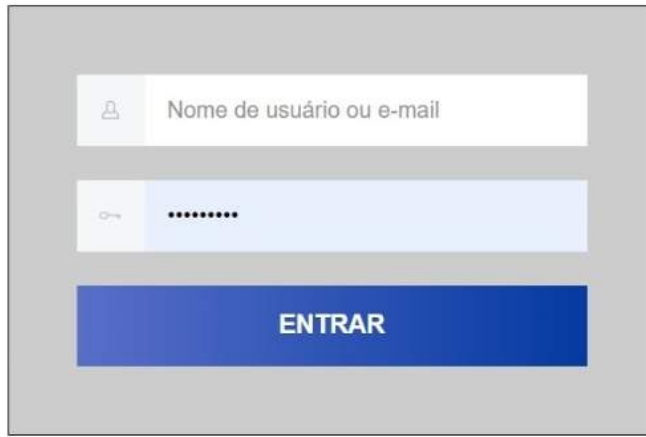 Nome de usuário ou e-mail
•••••••••
ENTRAR